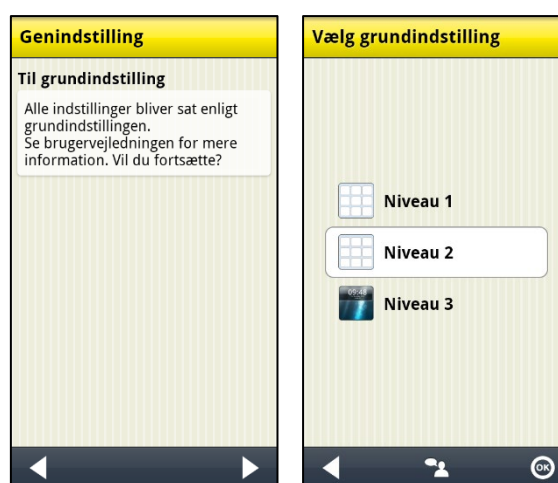 Genindstilling
Til grundindstilling
Alle indstillinger bliver sat enligt
grundindstillingen.
Se brugervejledningen for mere
information. Vil du fortsætte?
Vælg grundindstilling
Niveau 1
Niveau 2
09:48
Niveau 3
OK